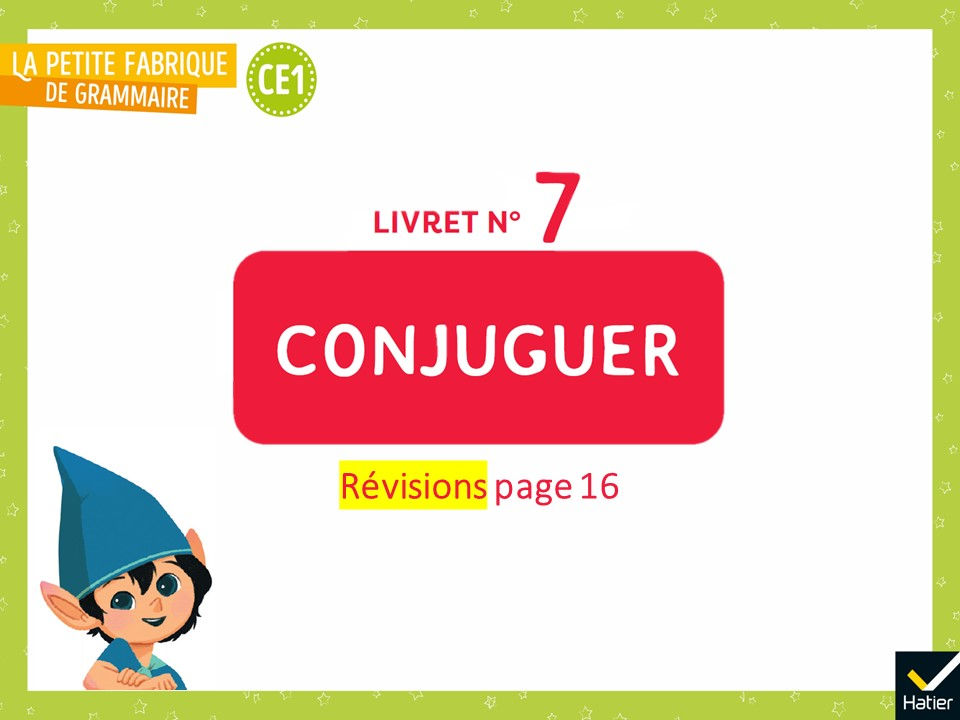 LA PETITE FABRIQUE
DE GRAMMAIRE
CE1
LIVRET N° 7
CONJUGUER
Révisions page 16
Hatier